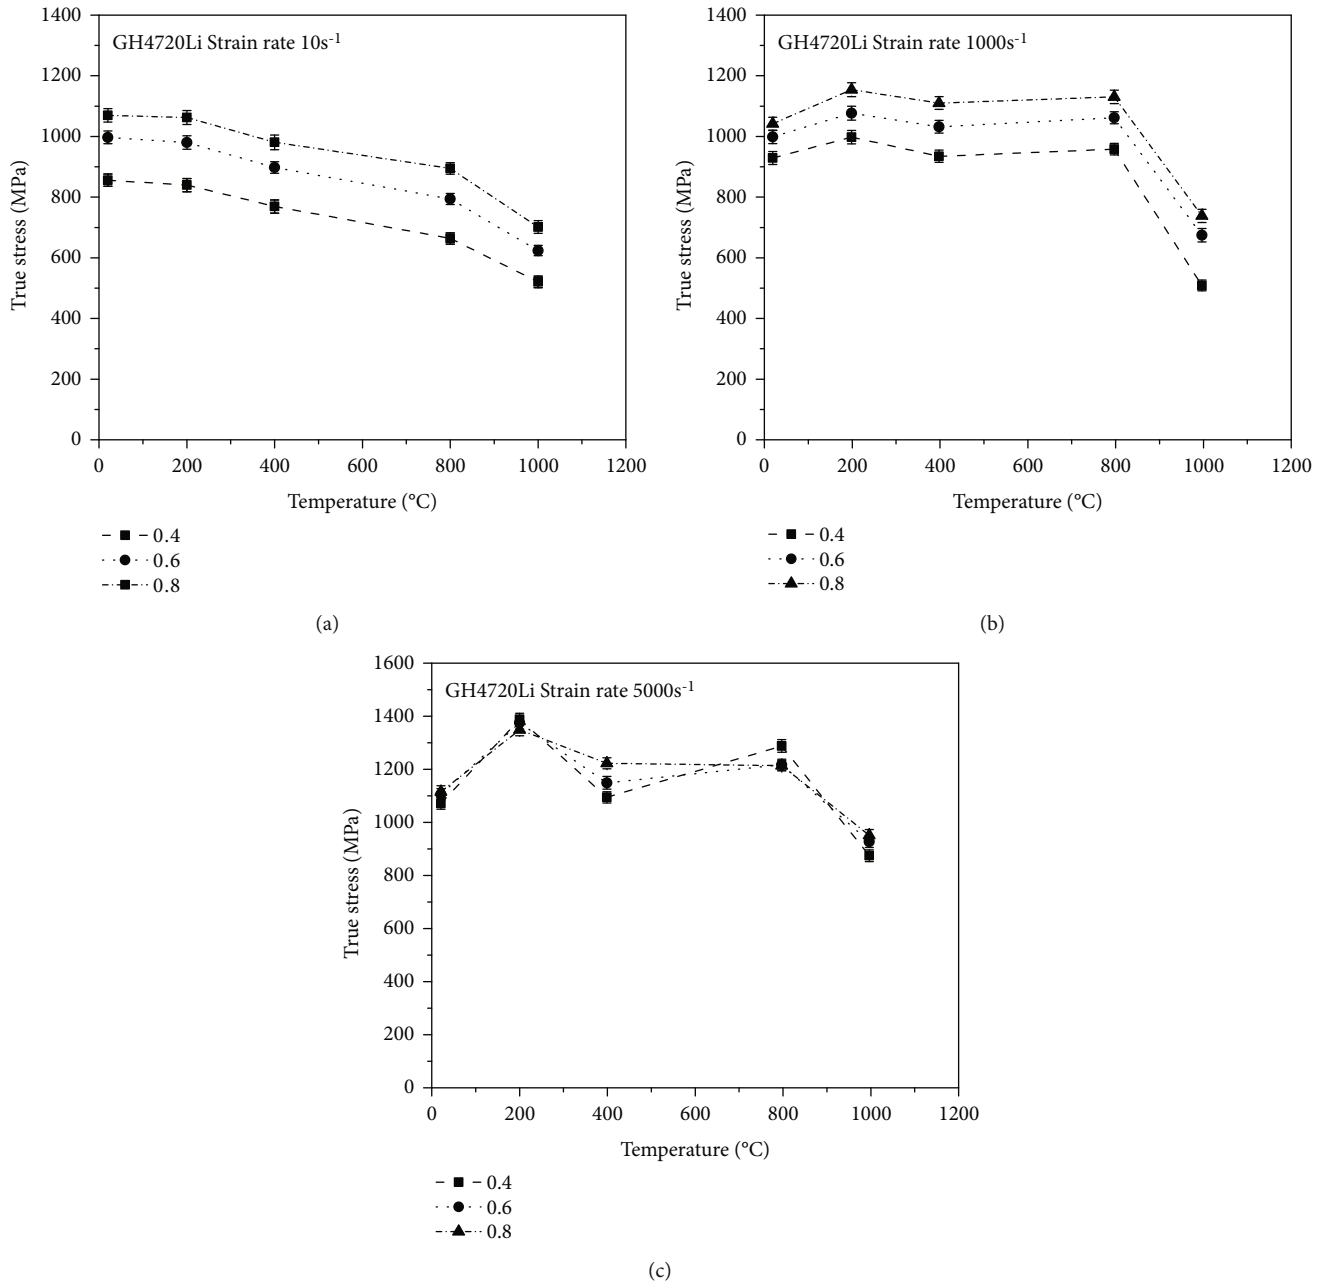 GH4720Li Strain rate 10s⁻¹
True stress (MPa)
1400
1200
1000
800
600
400
200
0
0 200 400 600 800 1000 1200
Temperature (°C)
0.4
0.6
0.8
(a)
GH4720Li Strain rate 1000s⁻¹
True stress (MPa)
1400
1200
1000
800
600
400
200
0
0 200 400 600 800 1000 1200
Temperature (°C)
0.4
0.6
0.8
(b)
GH4720Li Strain rate 5000s⁻¹
True stress (MPa)
1600
1400
1200
1000
800
600
400
200
0
0 200 400 600 800 1000 1200
Temperature (°C)
0.4
0.6
0.8
(c)